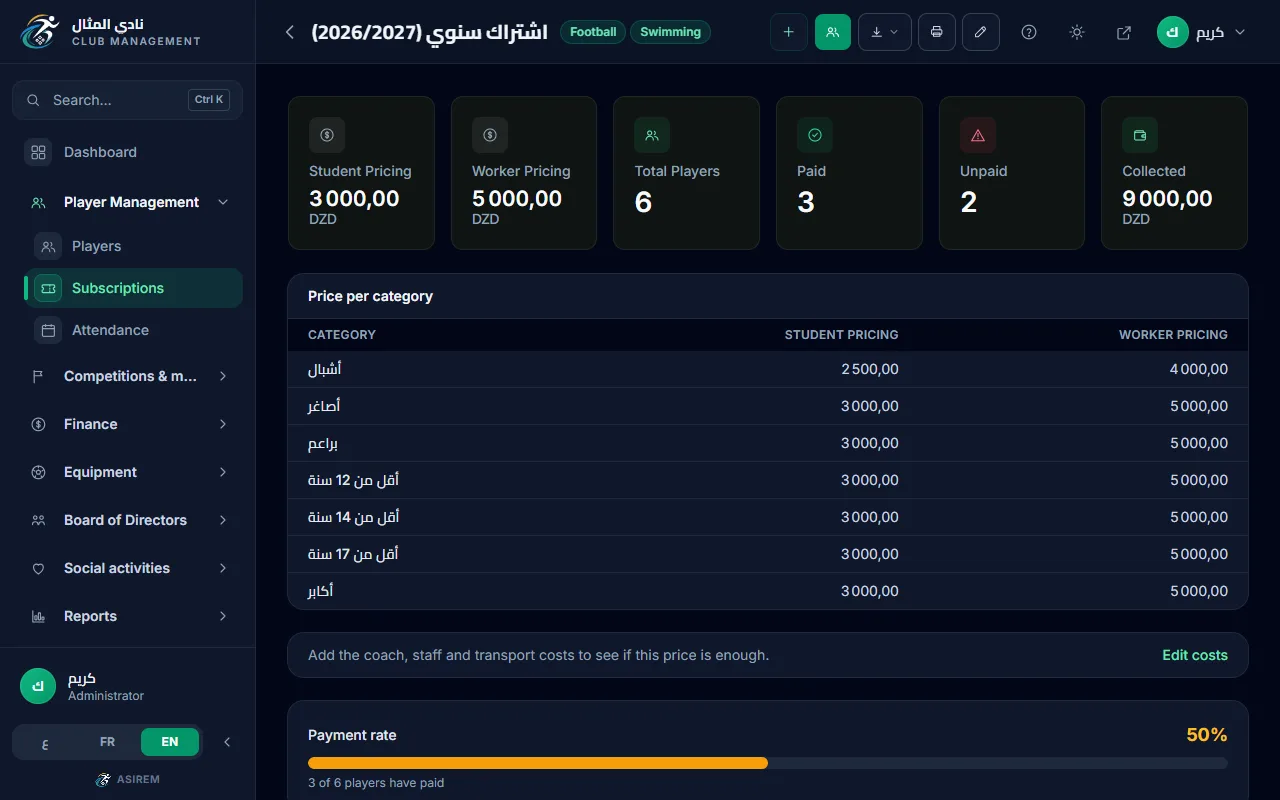 نادي المثال
CLUB MANAGEMENT
Search...
Ctrl K
Dashboard
Player Management
Players
Subscriptions
Attendance
Competitions & m...
Finance
Equipment
Board of Directors
Social activities
Reports
ك
كريم
Administrator
ع
FR
EN
ASIREM
اشتراك سنوي (2026/2027)
Football
Swimming
ك
كريم
Student Pricing
3 000,00
DZD
Worker Pricing
5 000,00
DZD
Total Players
6
Paid
3
Unpaid
2
Collected
9 000,00
DZD
Price per category
CATEGORY STUDENT PRICING WORKER PRICING
أشبال 2 500,00 4 000,00
أصاغر 3 000,00 5 000,00
براعم 3 000,00 5 000,00
أقل من 12 سنة 3 000,00 5 000,00
أقل من 14 سنة 3 000,00 5 000,00
أقل من 17 سنة 3 000,00 5 000,00
أكابر 3 000,00 5 000,00
Add the coach, staff and transport costs to see if this price is enough.
Edit costs
Payment rate
50%
3 of 6 players have paid